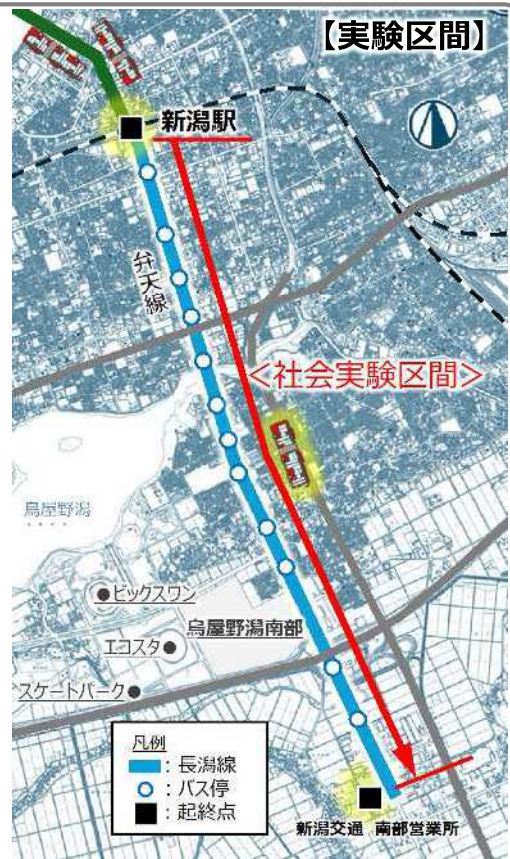 【実験区間】
新潟駅
弁天線
<社会実験区間>
鳥屋野潟
ビックスワン
鳥屋野潟南部
エコスタ
スケートパーク
凡例
：長潟線
：バス停
：起終点
新潟交通 南部営業所